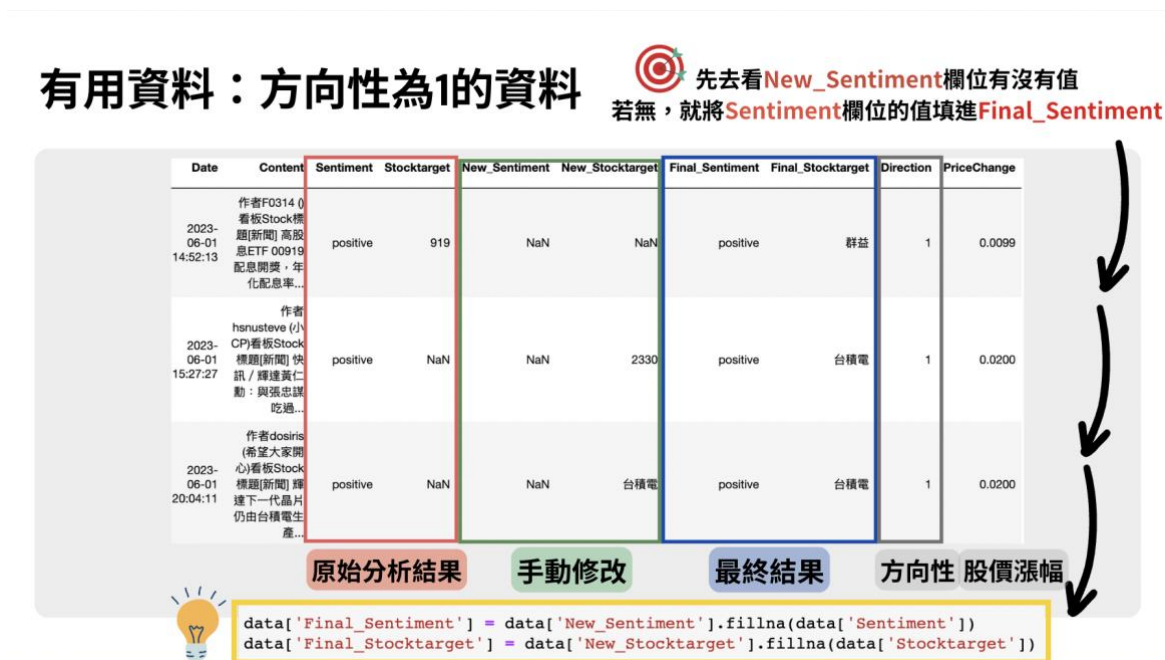 有用資料：方向性為1的資料
先去看New_Sentiment欄位有沒有值
若無，就將Sentiment欄位的值填進Final_Sentiment
Date Content Sentiment Stocktarget New_Sentiment New_Stocktarget Final_Sentiment Final_Stocktarget Direction PriceChange
作者F0314 ()
看板Stock標
題[新聞] 高股
息ETF 00919
配息開獎，年
化配息率...
2023-
06-01
14:52:13
positive 919 NaN NaN positive 群益 1 0.0099
作者
hsnusteve (小
CP)看板Stock
標題[新聞] 快
訊 / 輝達黃仁
勳：與張忠謀
吃過...
2023-
06-01
15:27:27
positive NaN NaN 2330 positive 台積電 1 0.0200
作者dosiris
(希望大家開
心)看板Stock
標題[新聞] 輝
達下一代晶片
仍由台積電生
產...
2023-
06-01
20:04:11
positive NaN NaN 台積電 positive 台積電 1 0.0200
原始分析結果 手動修改 最終結果 方向性 股價漲幅
data['Final_Sentiment'] = data['New_Sentiment'].fillna(data['Sentiment'])
data['Final_Stocktarget'] = data['New_Stocktarget'].fillna(data['Stocktarget'])